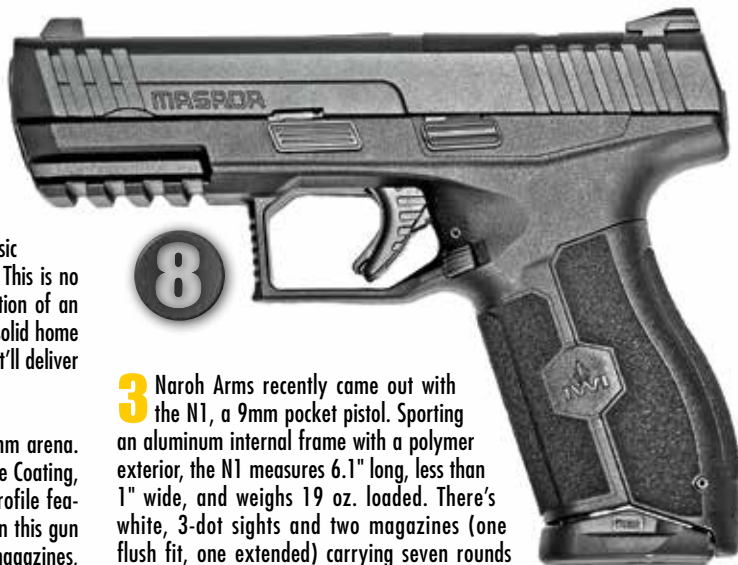 MASADA
IWI
8
sic
This is no
tion of an
solid home
t'll deliver
mm arena.
e Coating,
rofile fea-
n this gun
magazines,
3 Naroh Arms recently came out with
the N1, a 9mm pocket pistol. Sporting
an aluminum internal frame with a polymer
exterior, the N1 measures 6.1" long, less than
1" wide, and weighs 19 oz. loaded. There's
white, 3-dot sights and two magazines (one
flush fit, one extended) carrying seven rounds